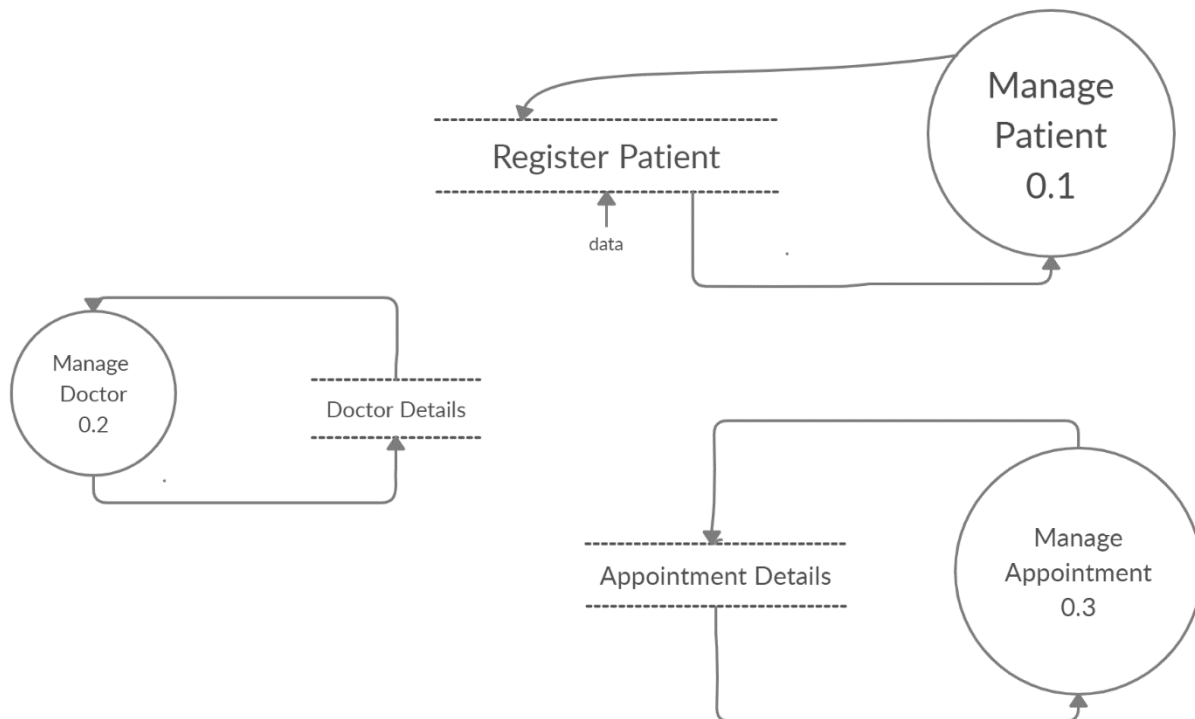 Manage
Patient
0.1
Register Patient
data
Manage
Doctor
0.2
Doctor Details
Manage
Appointment
0.3
Appointment Details